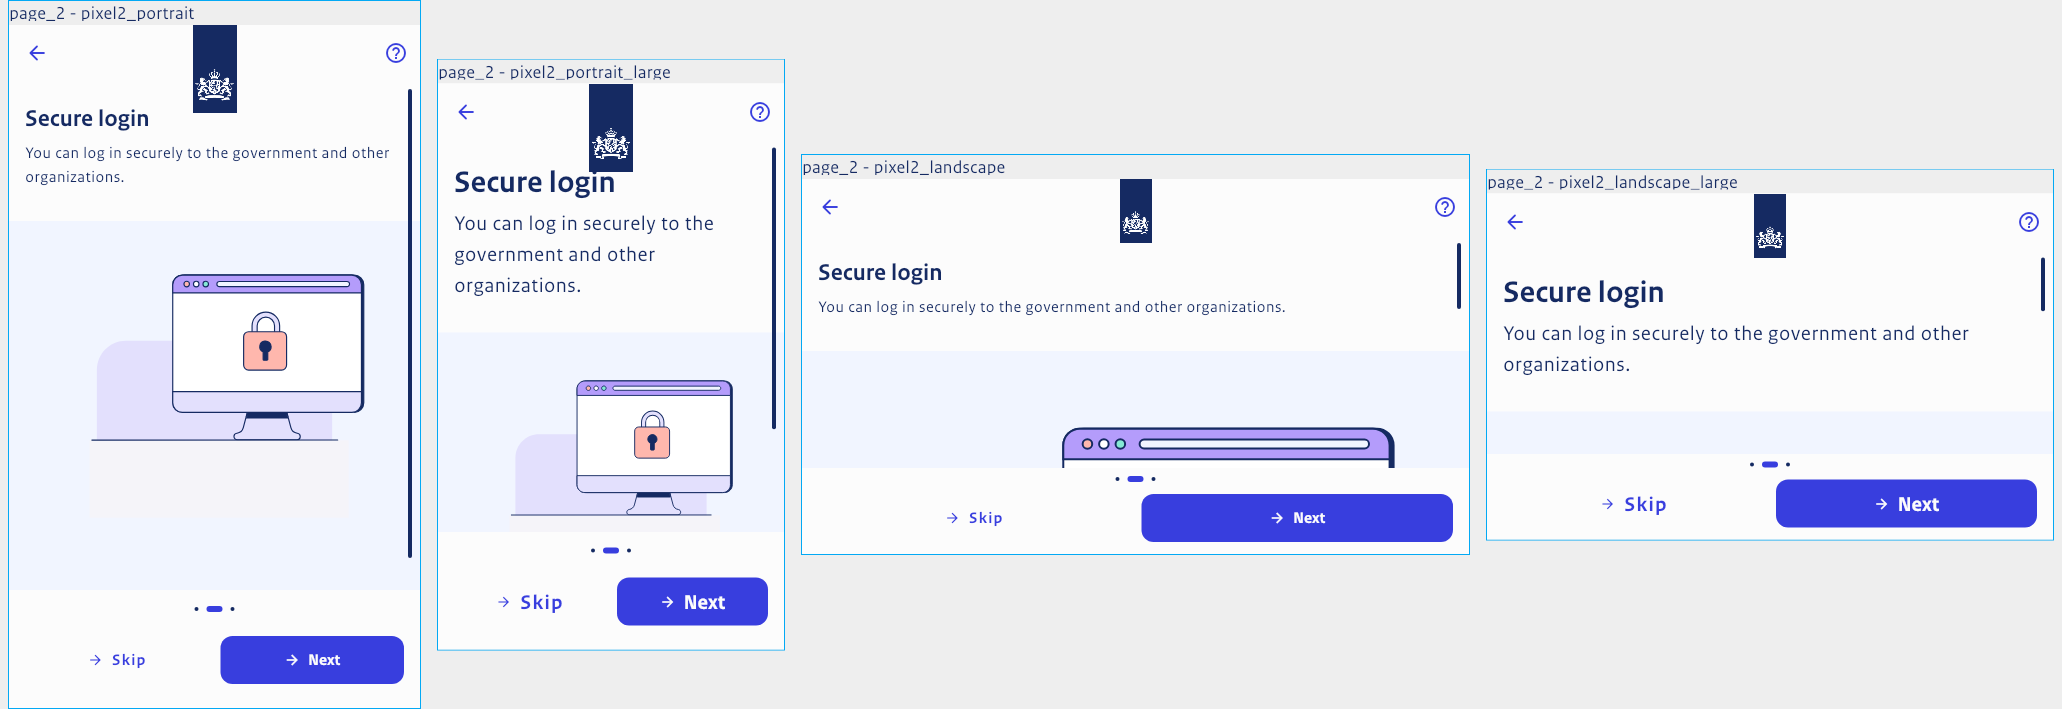 page_2 - pixel2_portrait
Secure login
You can log in securely to the government and other
organizations.
Skip
Next
page_2 - pixel2_portrait_large
Secure login
You can log in securely to the
government and other
organizations.
Skip
Next
page_2 - pixel2_landscape
Secure login
You can log in securely to the government and other organizations.
Skip
Next
page_2 - pixel2_landscape_large
Secure login
You can log in securely to the government and other
organizations.
Skip
Next